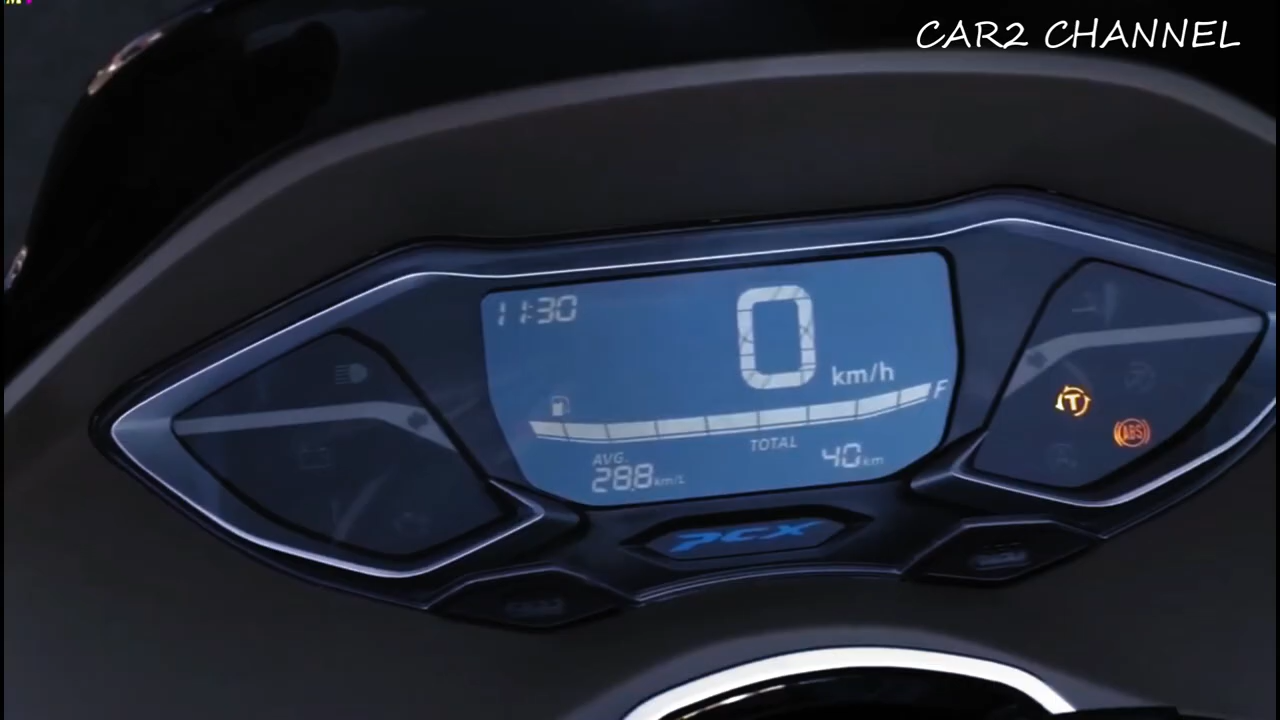 CAR2 CHANNEL
11:30
0
km/h
F
TOTAL
AVG.
28.8 km/L
40 km
T
ABS
PCX